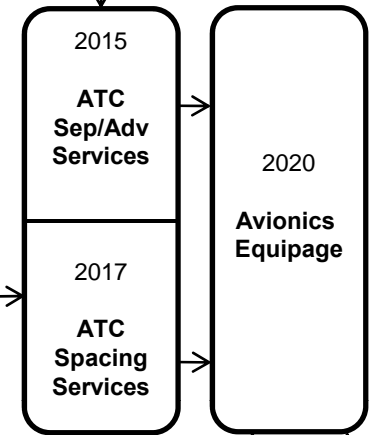 2015
ATC
Sep/Adv
Services
2017
ATC
Spacing
Services
2020
Avionics
Equipage